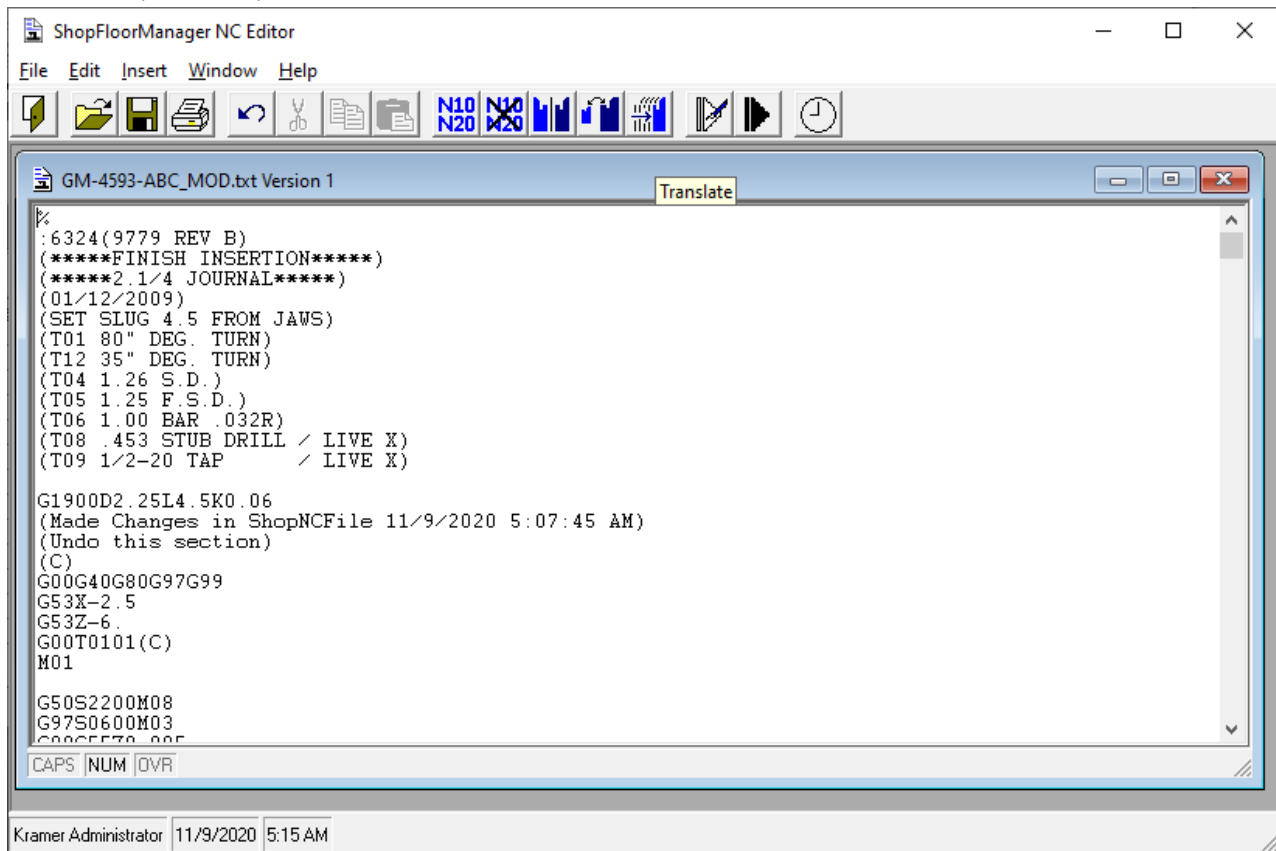 ShopFloorManager NC Editor
File Edit Insert Window Help
N10 N20 N10 N20
GM-4593-ABC_MOD.txt Version 1
Translate
%
:6324(9779 REV B)
(*****FINISH INSERTION*****)
(*****2.1/4 JOURNAL*****)
(01/12/2009)
(SET SLUG 4.5 FROM JAWS)
(T01 80" DEG. TURN)
(T12 35" DEG. TURN)
(T04 1.26 S.D.)
(T05 1.25 F.S.D.)
(T06 1.00 BAR .032R)
(T08 .453 STUB DRILL / LIVE X)
(T09 1/2-20 TAP      / LIVE X)
G1900D2.25L4.5K0.06
(Made Changes in ShopNCFile 11/9/2020 5:07:45 AM)
(Undo this section)
(C)
G00G40G80G97G99
G53X-2.5
G53Z-6.
G00T0101(C)
M01
G50S2200M08
G97S0600M03
CAPS NUM OVR
Kramer Administrator 11/9/2020 5:15 AM